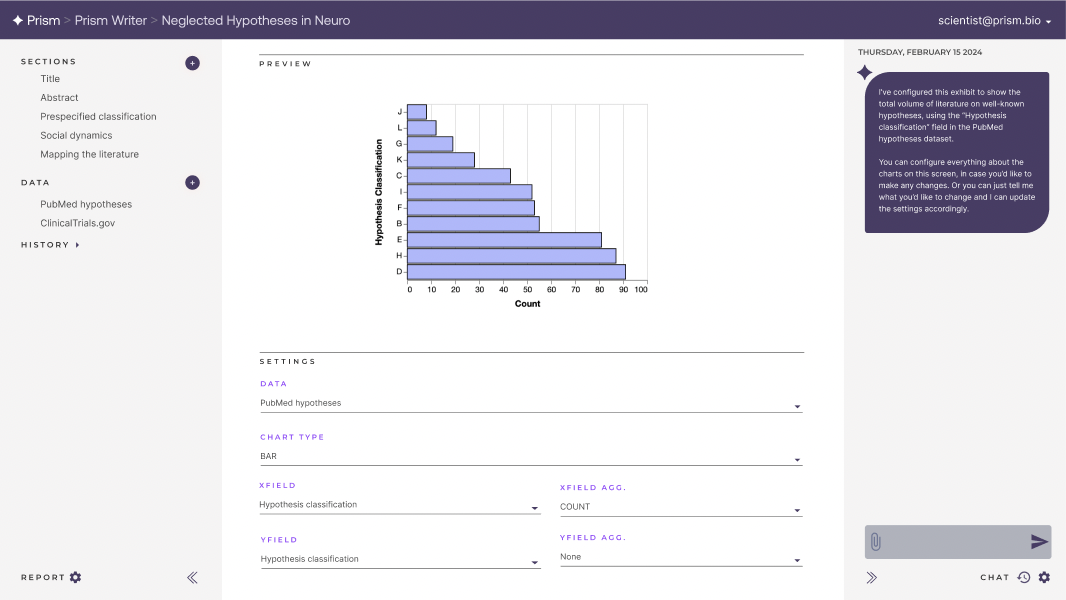 Prism > Prism Writer > Neglected Hypotheses in Neuro
scientist@prism.bio
SECTIONS
Title
Abstract
Prespecified classification
Social dynamics
Mapping the literature
DATA
PubMed hypotheses
ClinicalTrials.gov
HISTORY
REPORT
PREVIEW
Hypothesis Classification
J
L
G
K
C
I
F
B
E
H
D
0 10 20 30 40 50 60 70 80 90 100
Count
SETTINGS
DATA
PubMed hypotheses
CHART TYPE
BAR
XFIELD
Hypothesis classification
XFIELD AGG.
COUNT
YFIELD
Hypothesis classification
YFIELD AGG.
None
THURSDAY, FEBRUARY 15 2024
I've configured this exhibit to show the
total volume of literature on well-known
hypotheses, using the "Hypothesis
classification" field in the PubMed
hypotheses dataset.
You can configure everything about the
charts on this screen, in case you'd like to
make any changes. Or you can just tell me
what you'd like to change and I can update
the settings accordingly.
CHAT